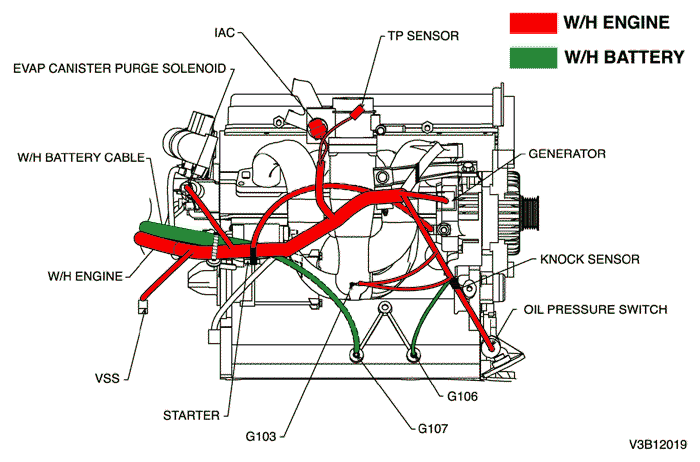 W/H ENGINE
IAC
TP SENSOR
W/H BATTERY
EVAP CANISTER PURGE SOLENOID
W/H BATTERY CABLE
GENERATOR
W/H ENGINE
KNOCK SENSOR
OIL PRESSURE SWITCH
VSS
G106
STARTER
G107
G103
V3B12019